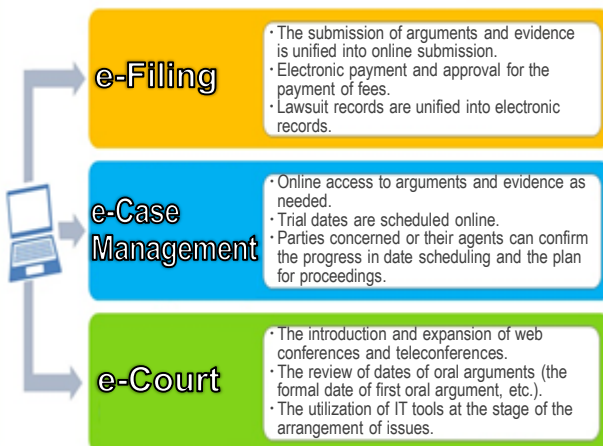 e-Filing
・The submission of arguments and evidence
is unified into online submission.
・Electronic payment and approval for the
payment of fees.
・Lawsuit records are unified into electronic
records.
e-Case
Management
・Online access to arguments and evidence as
needed.
・Trial dates are scheduled online.
・Parties concerned or their agents can confirm
the progress in date scheduling and the plan
for proceedings.
e-Court
・The introduction and expansion of web
conferences and teleconferences.
・The review of dates of oral arguments (the
formal date of first oral argument, etc.).
・The utilization of IT tools at the stage of the
arrangement of issues.